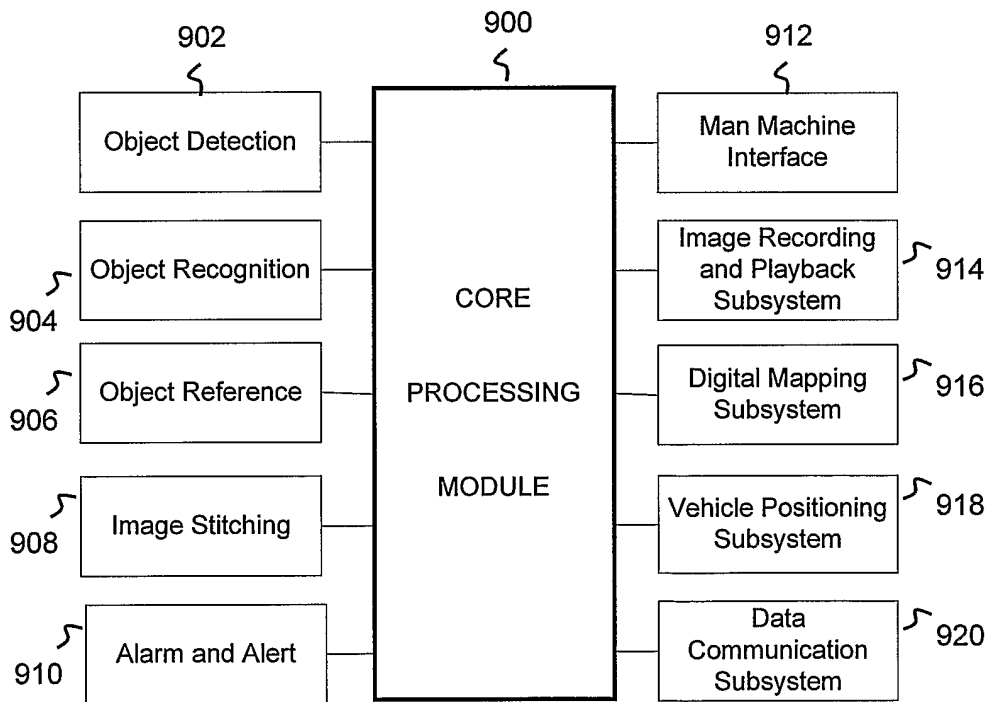 902
900
912
Object Detection
Man Machine
Interface
Object Recognition
904
Image Recording
and Playback
Subsystem
914
CORE
PROCESSING
MODULE
Object Reference
906
Digital Mapping
Subsystem
916
Image Stitching
908
Vehicle Positioning
Subsystem
918
Alarm and Alert
910
Data
Communication
Subsystem
920